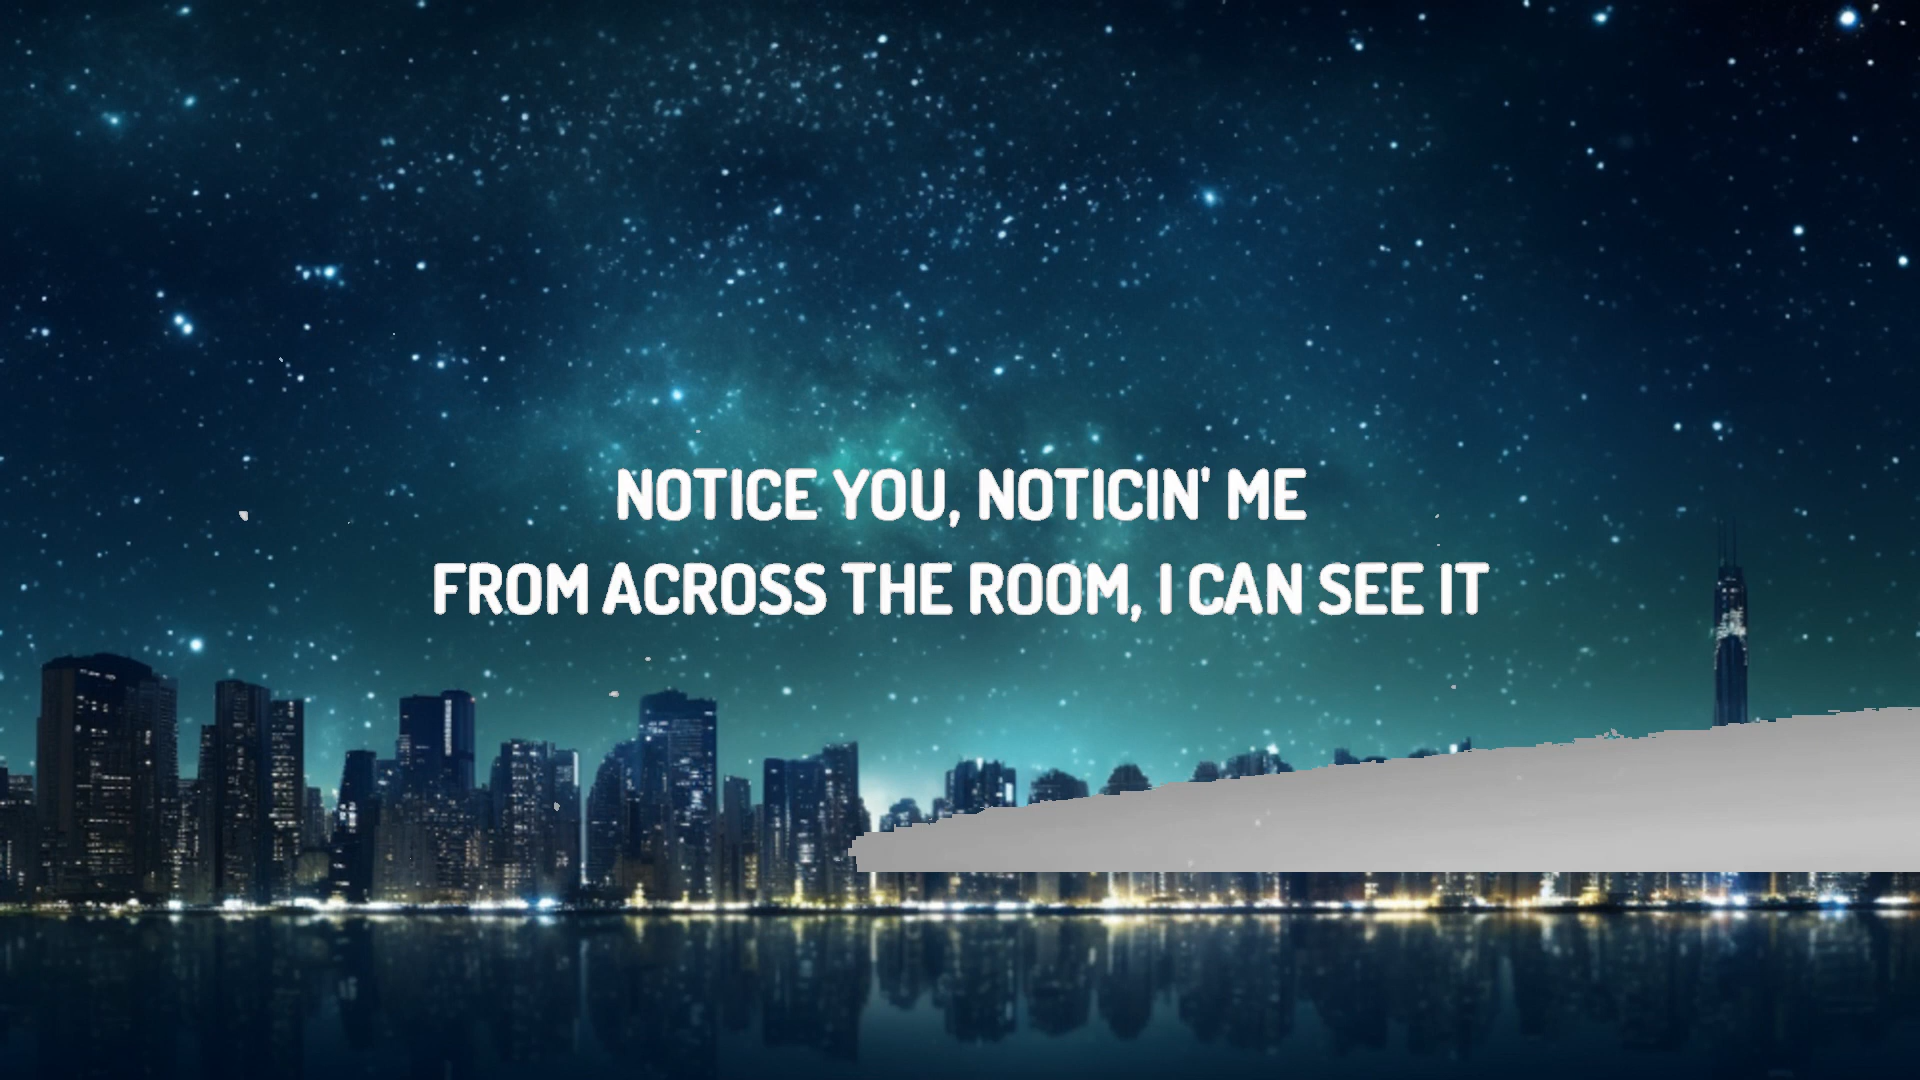 NOTICE YOU, NOTICIN' ME
FROM ACROSS THE ROOM, I CAN SEE IT